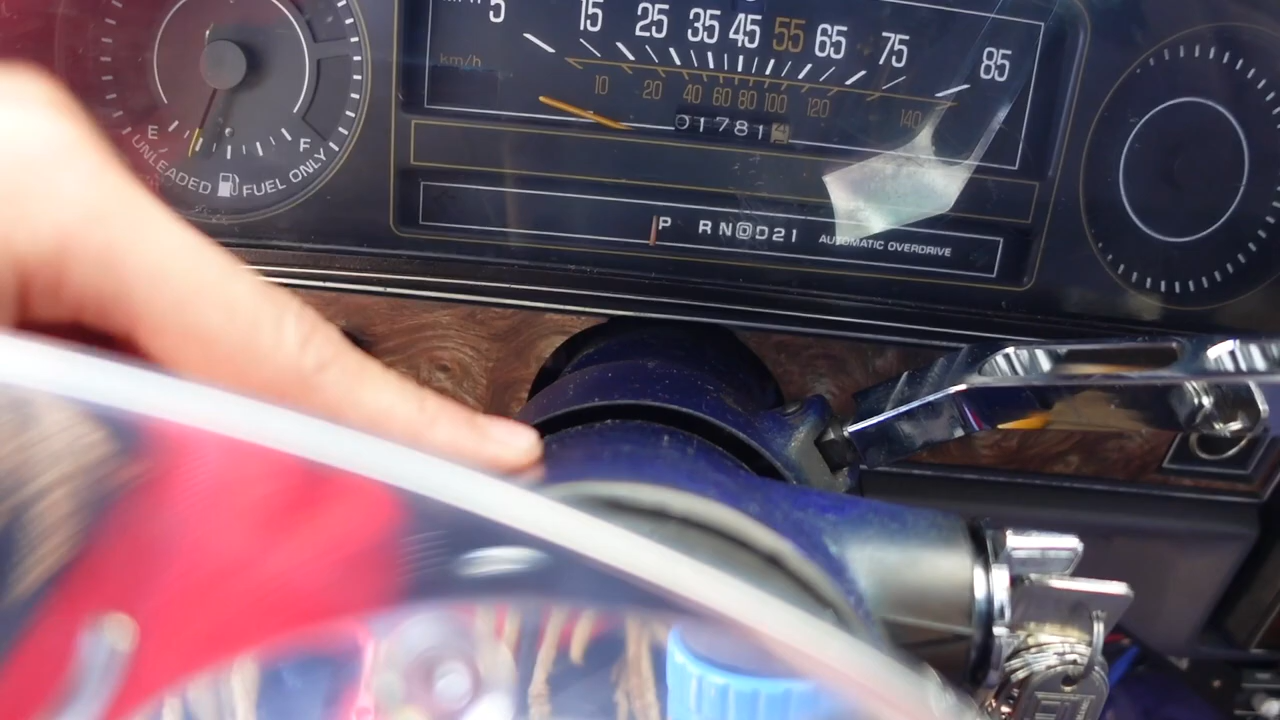 5 15 25 35 45 55 65 75 85
km/h
10 20 40 60 80 100 120 140
017814
E F
UNLEADED FUEL ONLY
P R N D D 2 1 AUTOMATIC OVERDRIVE